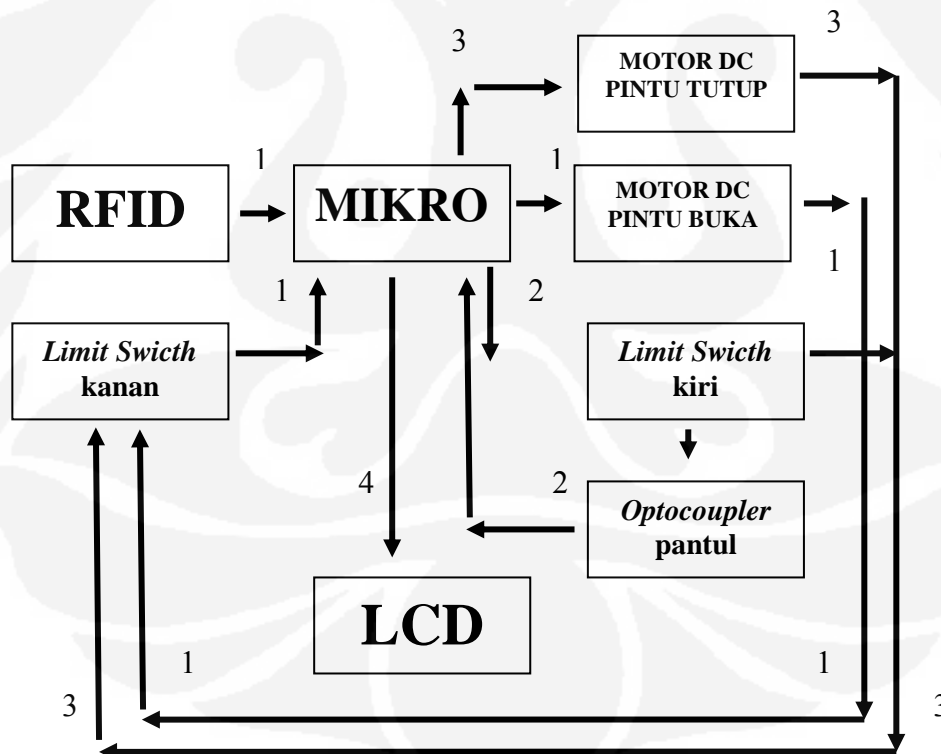 3
3
MOTOR DC
PINTU TUTUP
1
1
RFID
MIKRO
MOTOR DC
PINTU BUKA
1
1
2
Limit Swicth
kanan
Limit Swicth
kiri
4
2
Optocoupler
pantul
LCD
1
1
3
3